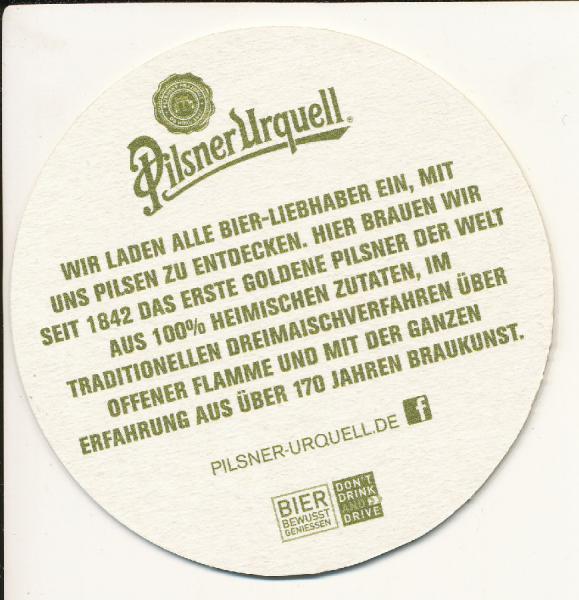 Pilsner Urquell®
WIR LADEN ALLE BIER-LIEBHABER EIN, MIT
UNS PILSEN ZU ENTDECKEN. HIER BRAUEN WIR
SEIT 1842 DAS ERSTE GOLDENE PILSNER DER WELT
AUS 100% HEIMISCHEN ZUTATEN, IM
TRADITIONELLEN DREIMAISCHVERFAHREN ÜBER
OFFENER FLAMME UND MIT DER GANZEN
ERFAHRUNG AUS ÜBER 170 JAHREN BRAUKUNST.
PILSNER-URQUELL.DE f
BIER
BEWUSST
GENIESSEN
DON'T
DRINK
AND
DRIVE